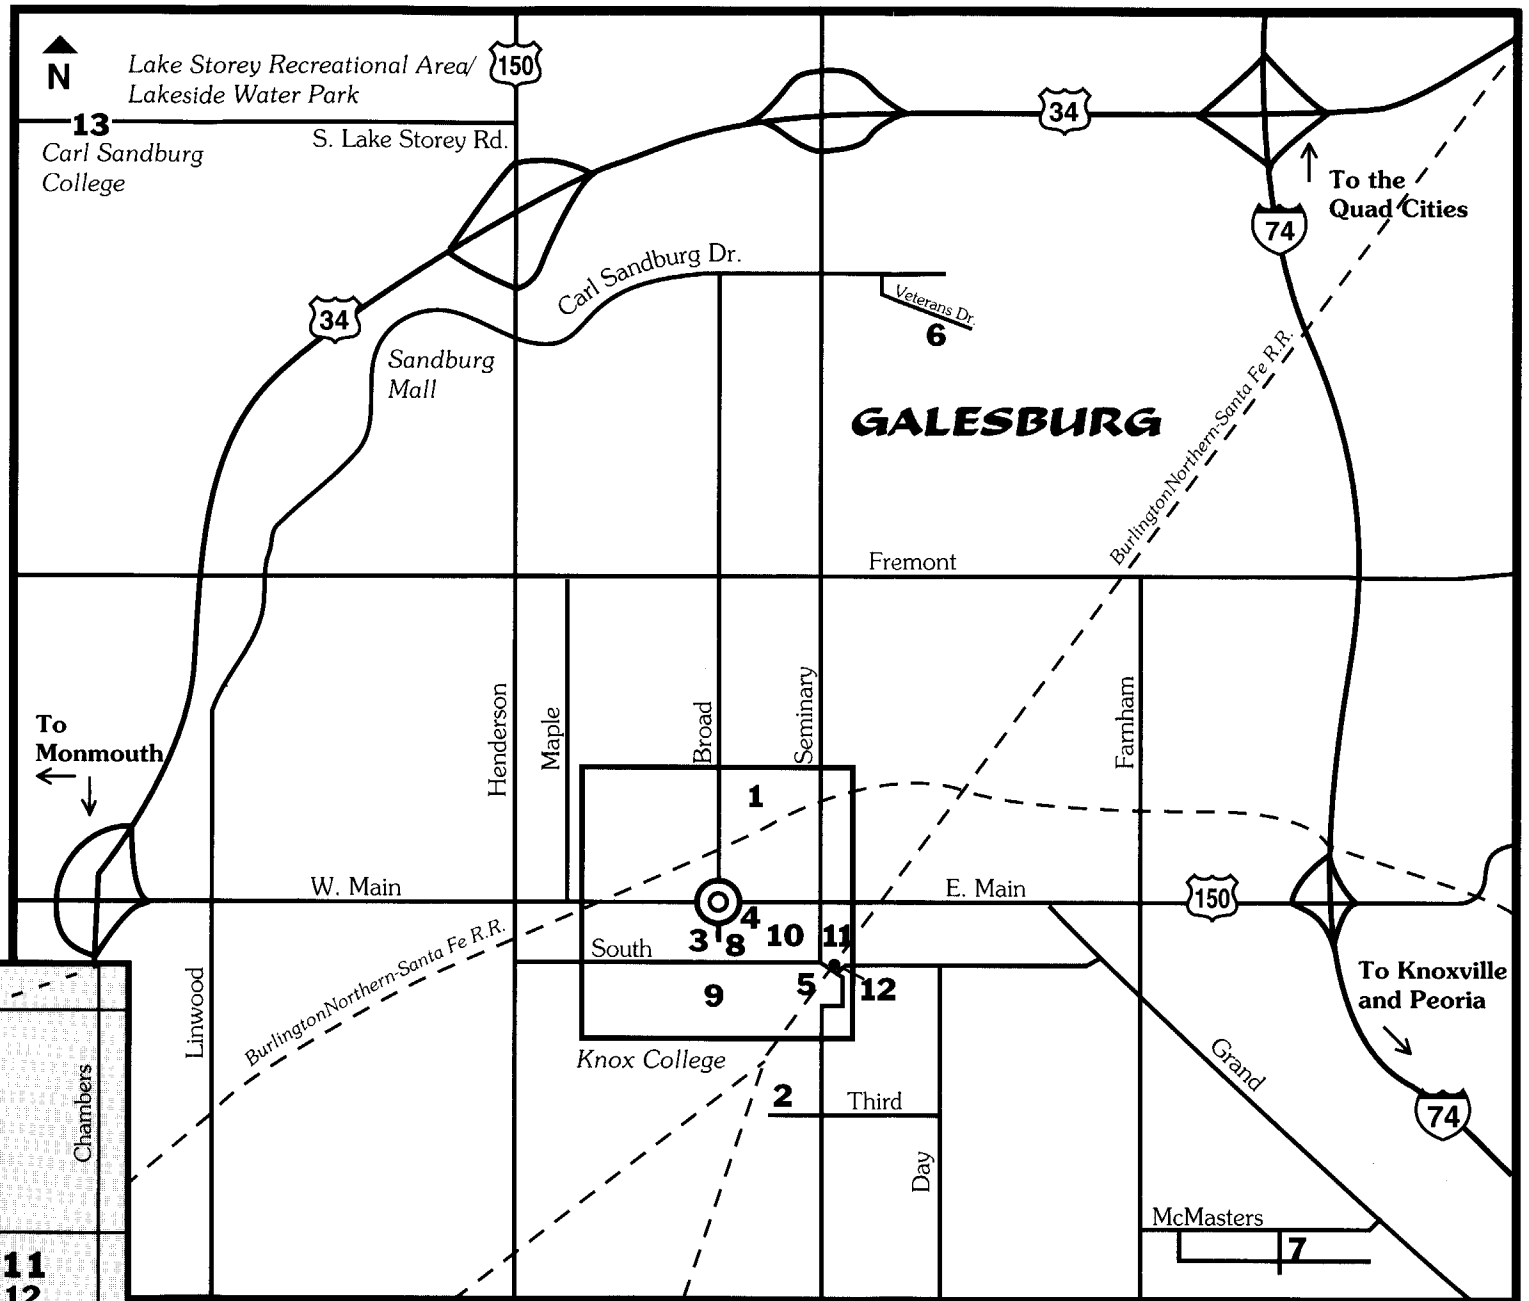 N
Lake Storey Recreational Area/
Lakeside Water Park
150
34
13
S. Lake Storey Rd.
Carl Sandburg
College
To the
Quad Cities
74
Carl Sandburg Dr.
Veterans Dr.
6
34
Sandburg
Mall
GALESBURG
Burlington Northern-Santa Fe R.R.
Fremont
Henderson
Maple
Broad
Seminary
Farnham
To
Monmouth
1
W. Main
E. Main
150
4
3
8
10
11
South
5
12
9
Burlington Northern-Santa Fe R.R.
Linwood
Chambers
Knox College
To Knoxville
and Peoria
Grand
2
Third
74
Day
McMasters
7
11
12